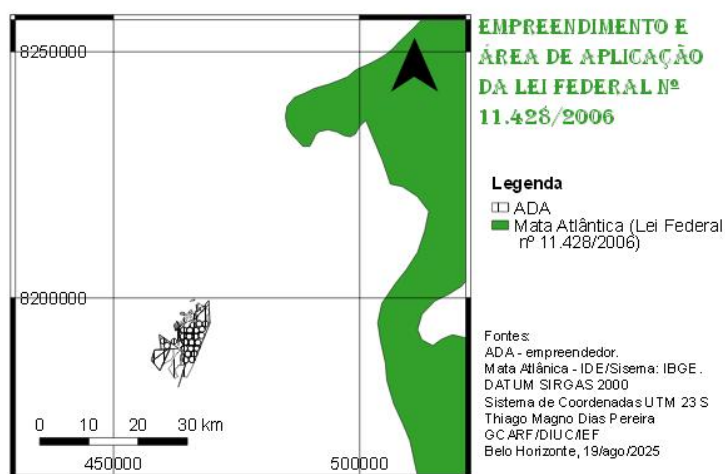 EMPREENDIMENTO E
ÁREA DE APLICAÇÃO
DA LEI FEDERAL Nº
11.428/2006
8250000
8200000
Legenda
ADA
Mata Atlântica (Lei Federal
nº 11.428/2006)
Fontes:
ADA - empreendedor.
Mata Atlânica - IDE/Sisema: IBGE.
DATUM SIRGAS 2000
Sistema de Coordenadas UTM 23 S
Thiago Magno Dias Pereira
GCARF/DIUC/IEF
Belo Horizonte, 19/ago/2025
0 10 20 30 km
450000 500000